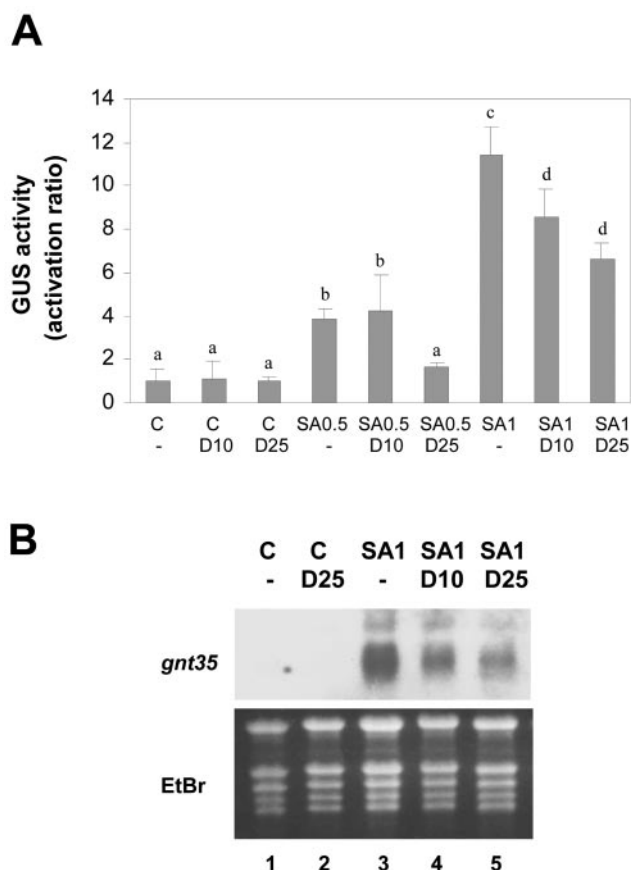 A
GUS activity
(activation ratio)
14
12
10
8
6
4
2
0
a
a
a
b
b
a
c
d
d
C C C SA0.5 SA0.5 SA0.5 SA1 SA1 SA1
- D10 D25 - D10 D25 - D10 D25
B
C C SA1 SA1 SA1
- D25 - D10 D25
gnt35
EtBr
1 2 3 4 5